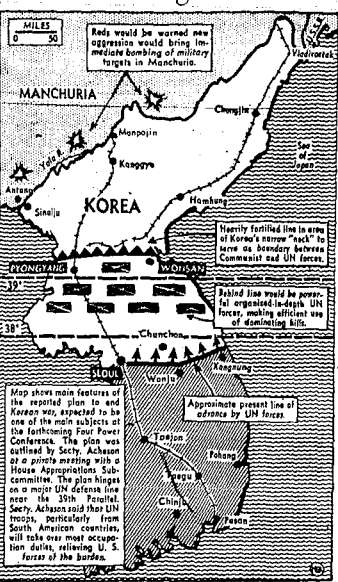 MILES
0 50
Reds would be warned new
aggression would bring im-
mediate bombing of military
targets in Manchuria.
Vladivostok
MANCHURIA
Chongjin
Yalu R.
Manpojin
Kanggye
Sea
of
Japan
Antung
Sinuiju
KOREA
Hamhung
Heavily fortified line in area
of Korea's narrow "neck" to
serve as boundary between
Communist and UN forces.
PYONGYANG
WONSAN
39°
Behind line would be power-
ful organized-in-depth UN
forces, making efficient use
of dominating hills.
38°
Chunchon
SEOUL
Kangnung
Wonju
Map shows main features of
the reported plan to end
Korean war, expected to be
one of the main subjects at
the forthcoming Four Power
Conference. The plan was
outlined by Secty. Acheson
at a private meeting with a
House Appropriations Sub-
committee. The plan hinges
on a major UN defense line
near the 39th Parallel.
Secty. Acheson said that UN
troops, particularly from
South American countries,
will take over most occupa-
tion duties, relieving U. S.
forces of the burden.
Approximate present line of
advance by UN forces.
Taejon
Pohang
Taegu
Chinju
Pusan